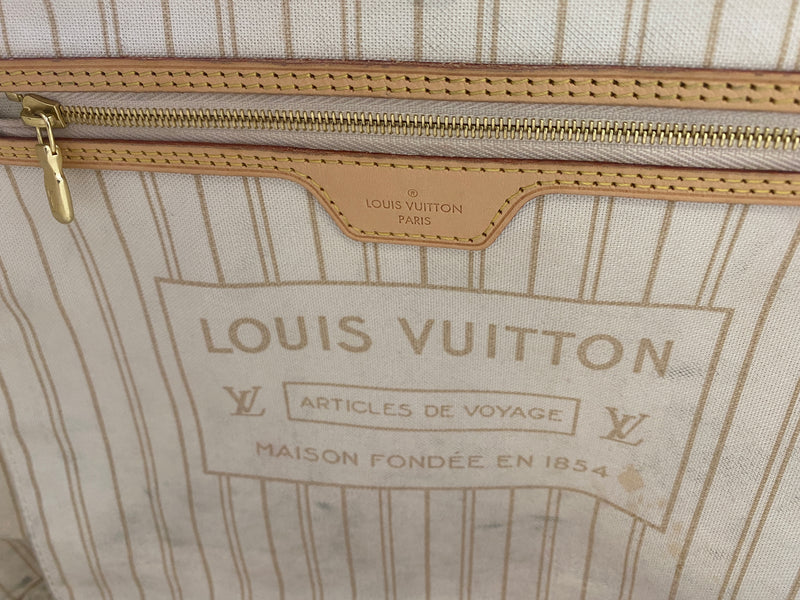 ®
LOUIS VUITTON
PARIS
LOUIS VUITTON
LV ARTICLES DE VOYAGE LV
MAISON FONDÉE EN 1854